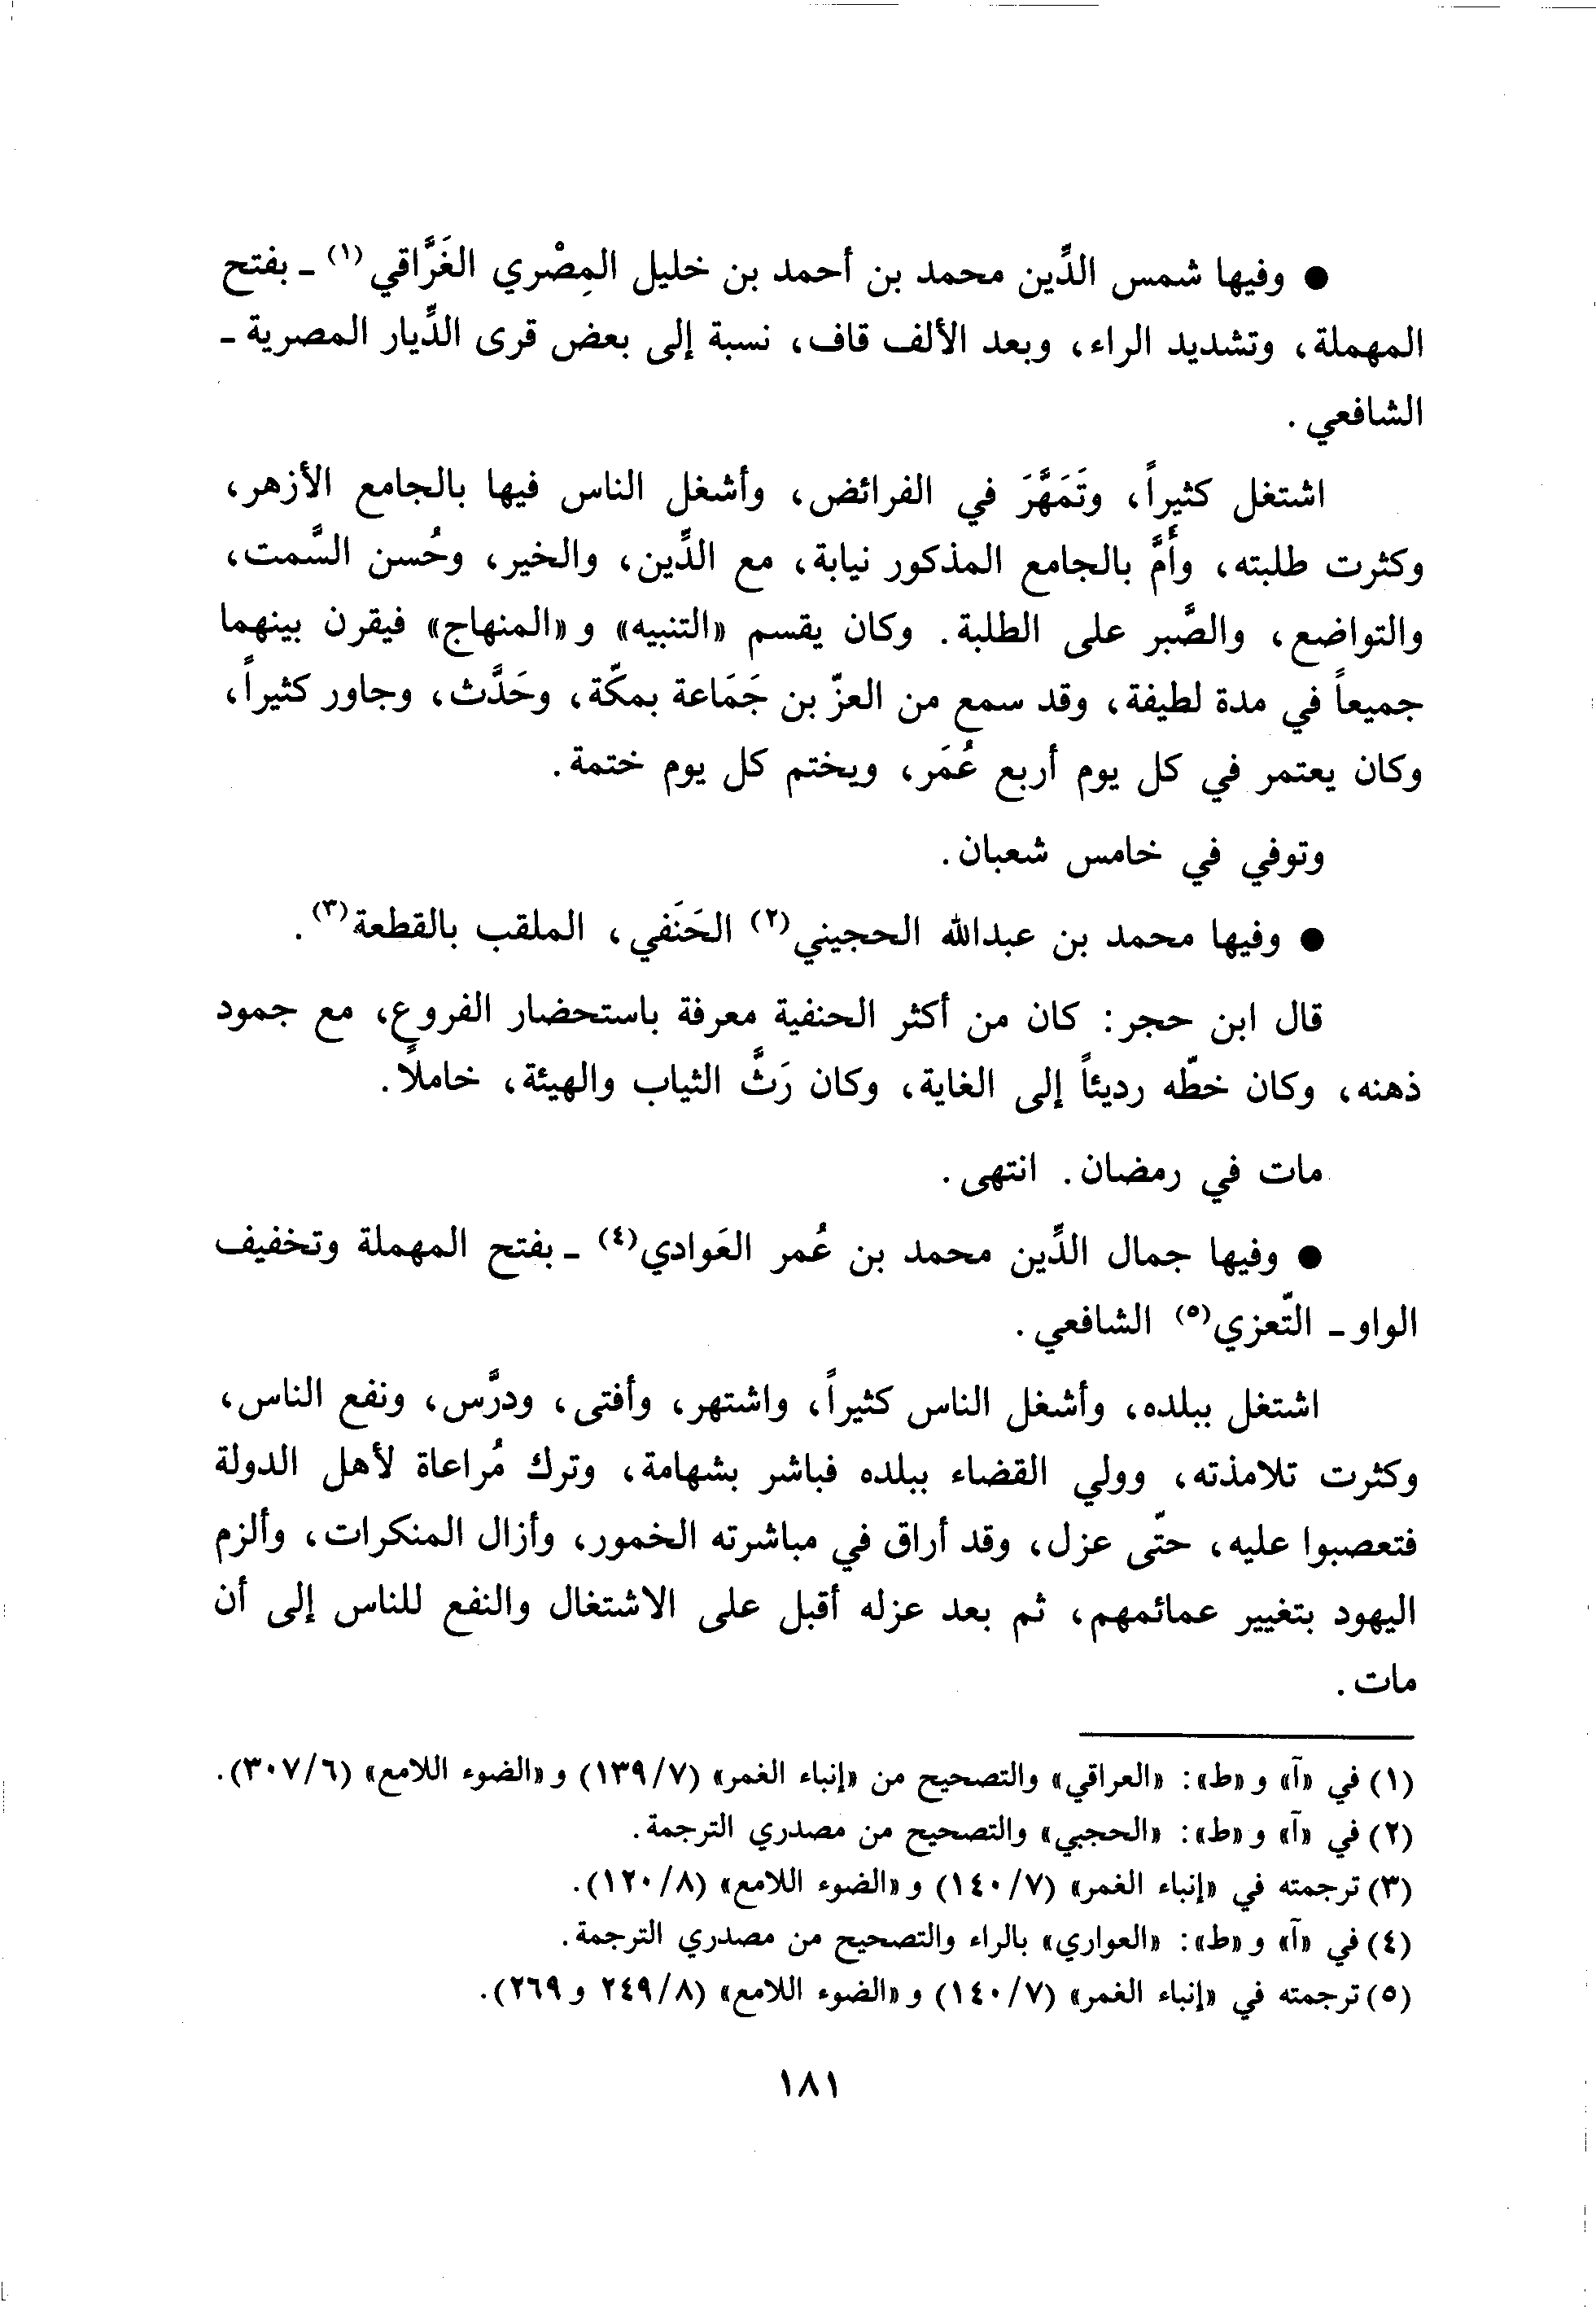 ● وفيها شمس الدِّين محمد بن أحمد بن خليل المِصْري الغَرَّاقي(١) ـ بفتح
المهملة، وتشديد الراء، وبعد الألف قاف، نسبة إلى بعض قرى الدِّيار المصرية ـ
الشافعي.
اشتغل كثيراً، وتَمَهَّرَ في الفرائض، وأشغل الناس فيها بالجامع الأزهر،
وكثرت طلبته، وأَمَّ بالجامع المذكور نيابة، مع الدِّين، والخير، وحُسن السَّمت،
والتواضع، والصَّبر على الطلبة. وكان يقسم «التنبيه» و«المنهاج» فيقرن بينهما
جميعاً في مدة لطيفة، وقد سمع من العزّ بن جَمَاعة بمكّة، وحَدَّث، وجاور كثيراً،
وكان يعتمر في كل يوم أربع عُمَر، ويختم كل يوم ختمة.
وتوفي في خامس شعبان.
● وفيها محمد بن عبدالله الحجيني(٢) الحَنَفي، الملقب بالقطعة(٣).
قال ابن حجر: كان من أكثر الحنفية معرفة باستحضار الفروع، مع جمود
ذهنه، وكان خطّه رديئاً إلى الغاية، وكان رَثَّ الثياب والهيئة، خاملاً.
مات في رمضان. انتهى.
● وفيها جمال الدِّين محمد بن عُمر العَوادي(٤) ـ بفتح المهملة وتخفيف
الواو ـ التّعزي(٥) الشافعي.
اشتغل ببلده، وأشغل الناس كثيراً، واشتهر، وأفتى، ودرَّس، ونفع الناس،
وكثرت تلامذته، وولي القضاء ببلده فباشر بشهامة، وترك مُراعاة لأهل الدولة
فتعصبوا عليه، حتّى عزل، وقد أراق في مباشرته الخمور، وأزال المنكرات، وألزم
اليهود بتغيير عمائمهم، ثم بعد عزله أقبل على الاشتغال والنفع للناس إلى أن
مات.
(١) في «آ» و«ط»: «العراقي» والتصحيح من «إنباء الغمر» (١٣٩/٧) و«الضوء اللامع» (٣٠٧/٦).
(٢) في «آ» و«ط»: «الحجبي» والتصحيح من مصدري الترجمة.
(٣) ترجمته في «إنباء الغمر» (١٤٠/٧) و«الضوء اللامع» (١٢٠/٨).
(٤) في «آ» و«ط»: «العواري» بالراء والتصحيح من مصدري الترجمة.
(٥) ترجمته في «إنباء الغمر» (١٤٠/٧) و«الضوء اللامع» (٢٤٩/٨ و٢٦٩).
١٨١